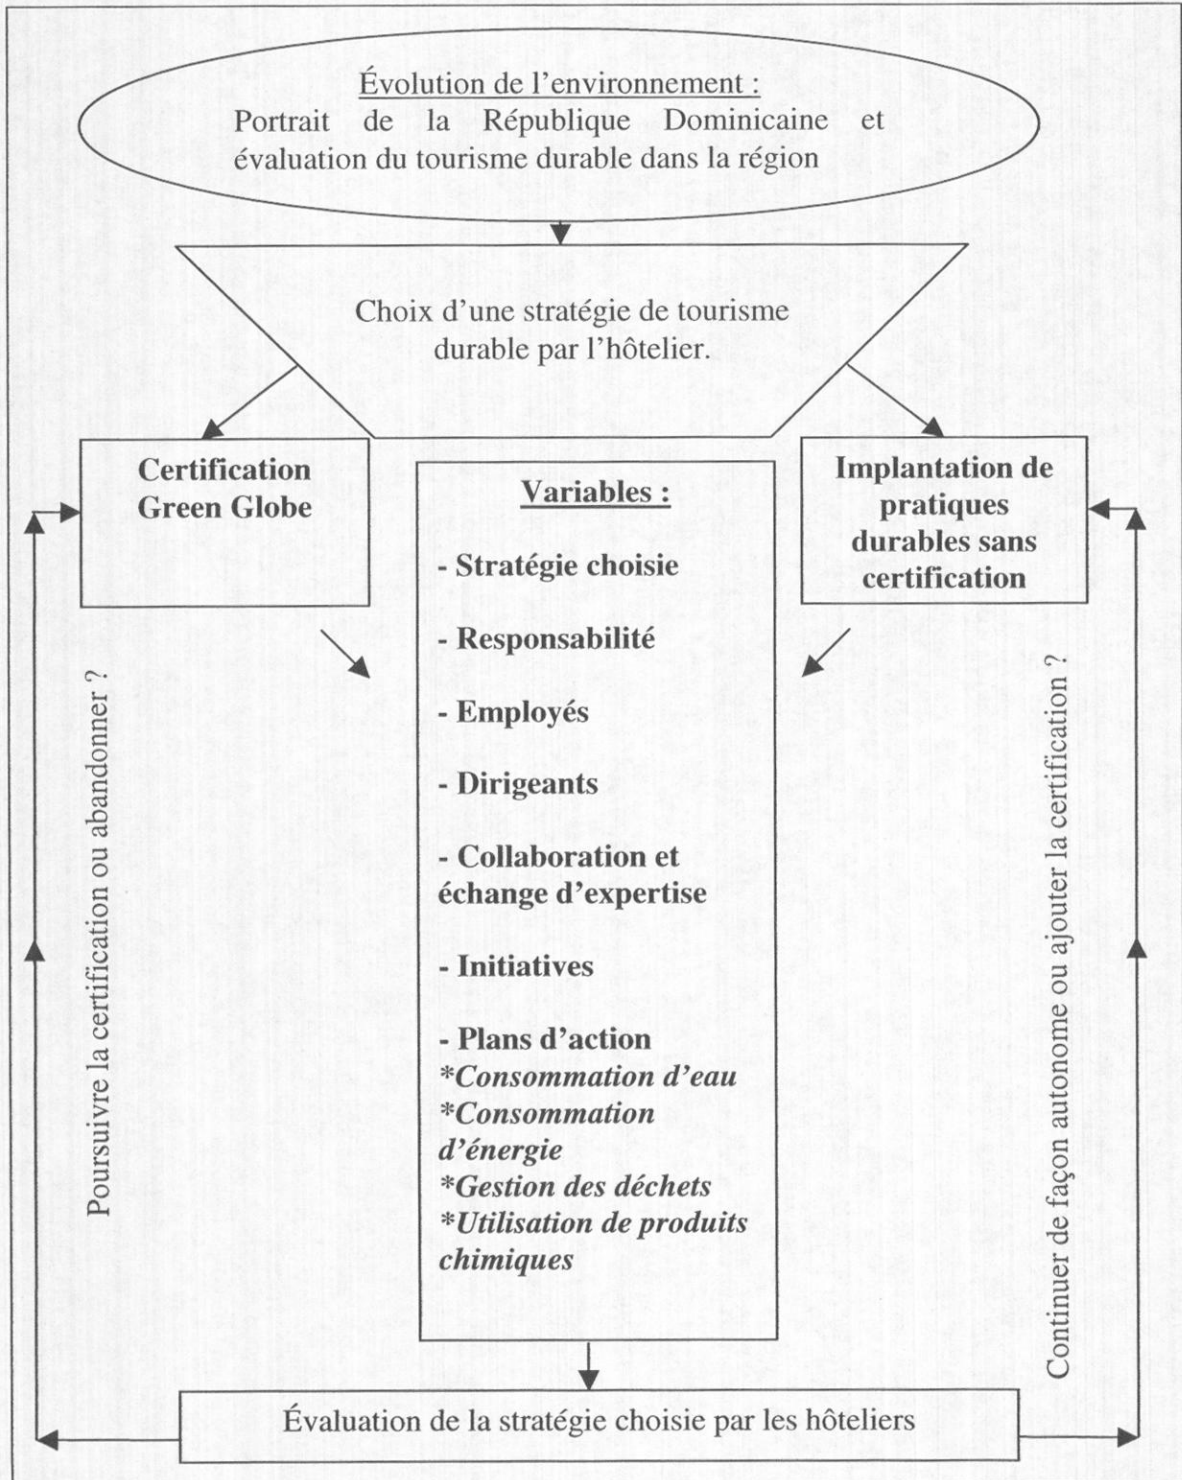 Évolution de l'environnement :
Portrait de la République Dominicaine et
évaluation du tourisme durable dans la région
Choix d'une stratégie de tourisme
durable par l'hôtelier.
Certification
Green Globe
Variables :
- Stratégie choisie
- Responsabilité
- Employés
- Dirigeants
- Collaboration et
échange d'expertise
- Initiatives
- Plans d'action
*Consommation d'eau
*Consommation
d'énergie
*Gestion des déchets
*Utilisation de produits
chimiques
Implantation de
pratiques
durables sans
certification
Poursuivre la certification ou abandonner ?
Continuer de façon autonome ou ajouter la certification ?
Évaluation de la stratégie choisie par les hôteliers